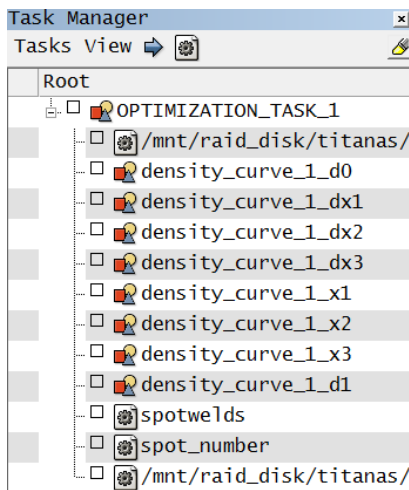 Task Manager
Tasks View
Root
OPTIMIZATION_TASK_1
/mnt/raid_disk/titanas/
density_curve_1_d0
density_curve_1_dx1
density_curve_1_dx2
density_curve_1_dx3
density_curve_1_x1
density_curve_1_x2
density_curve_1_x3
density_curve_1_d1
spotwelds
spot_number
/mnt/raid_disk/titanas/